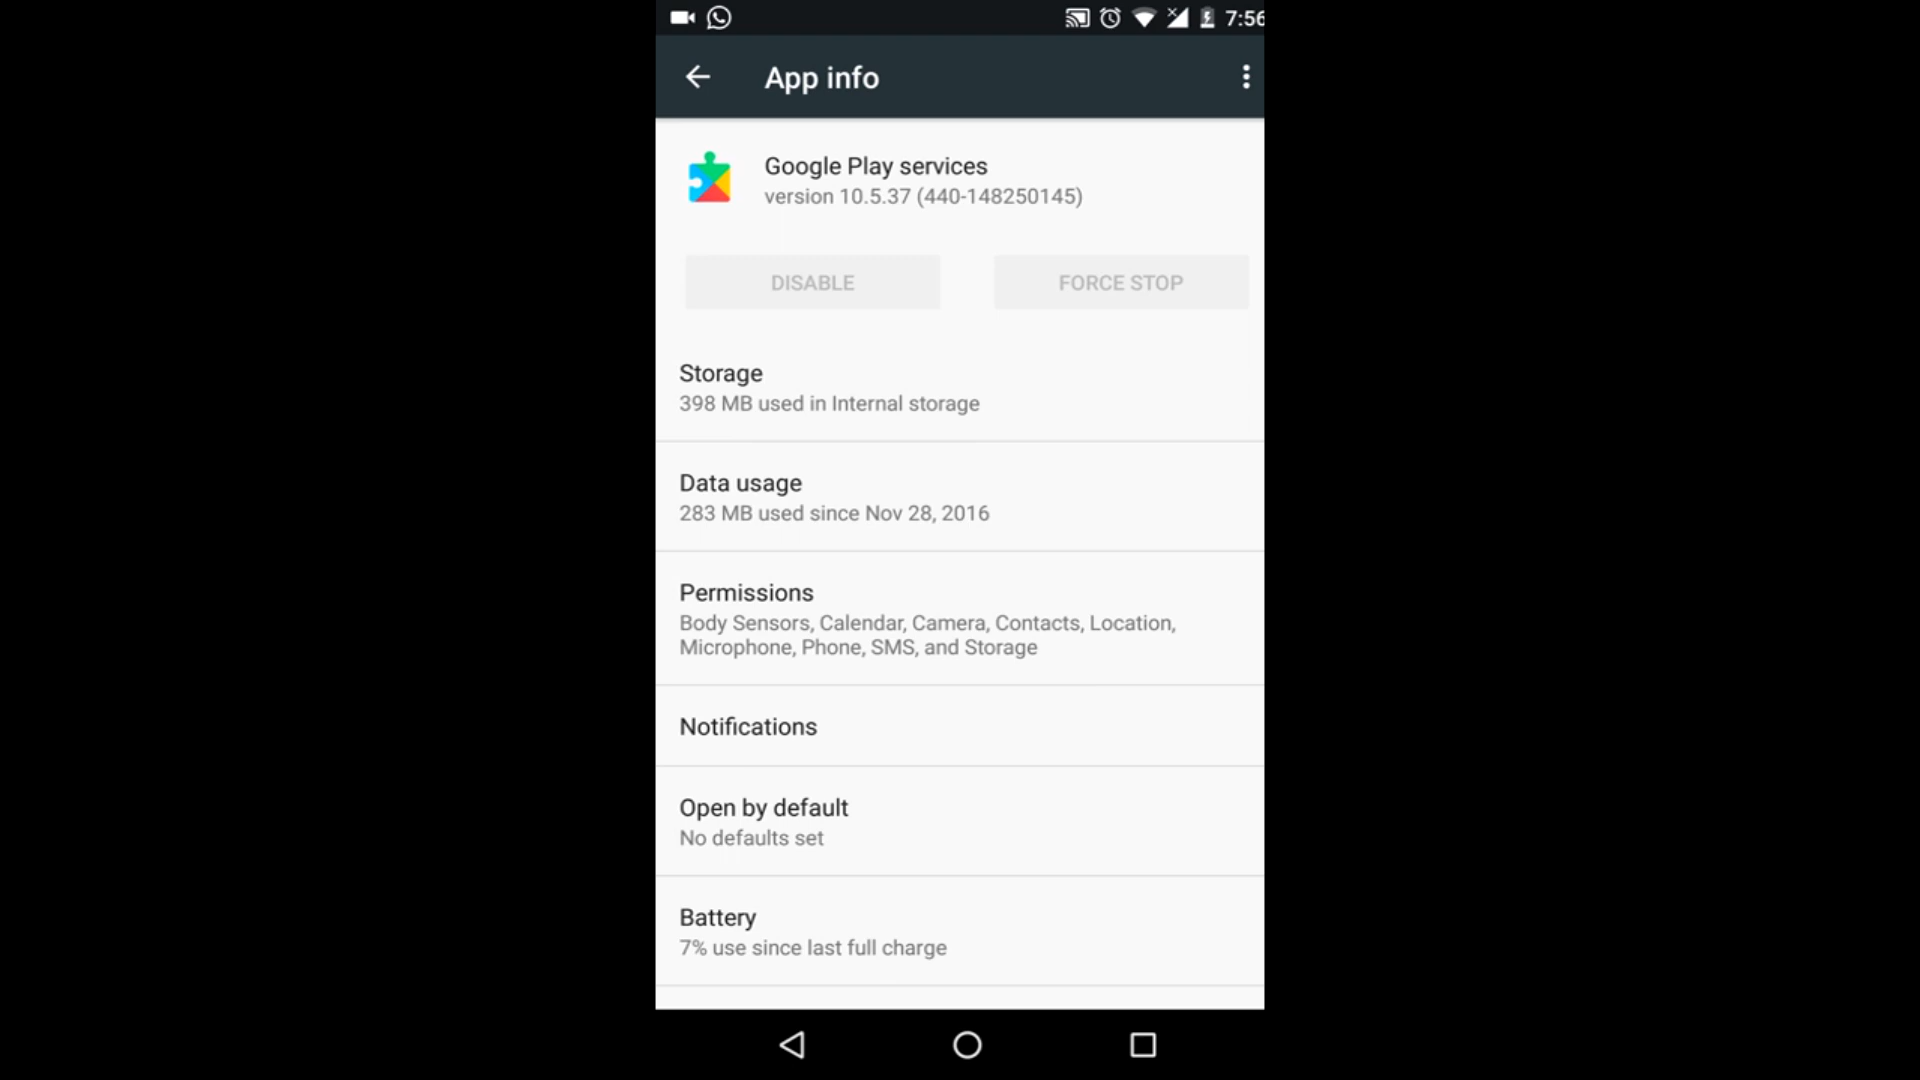 7:56
App info
Google Play services
version 10.5.37 (440-148250145)
DISABLE
FORCE STOP
Storage
398 MB used in Internal storage
Data usage
283 MB used since Nov 28, 2016
Permissions
Body Sensors, Calendar, Camera, Contacts, Location,
Microphone, Phone, SMS, and Storage
Notifications
Open by default
No defaults set
Battery
7% use since last full charge